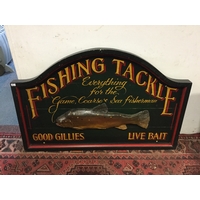 FISHING TACKLE
Everything
for the
Game, Coarse & Sea fisherman
GOOD GILLIES LIVE BAIT